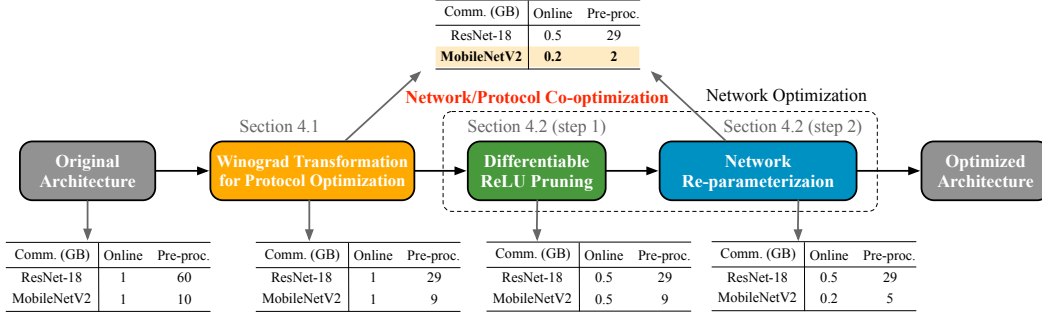 Comm. (GB) Online Pre-proc.
ResNet-18 0.5 29
MobileNetV2 0.2 2
Network/Protocol Co-optimization
Network Optimization
Section 4.1
Section 4.2 (step 1)
Section 4.2 (step 2)
Original
Architecture
Winograd Transformation
for Protocol Optimization
Differentiable
ReLU Pruning
Network
Re-parameterizaion
Optimized
Architecture
Comm. (GB) Online Pre-proc.
ResNet-18 1 60
MobileNetV2 1 10
Comm. (GB) Online Pre-proc.
ResNet-18 1 29
MobileNetV2 1 9
Comm. (GB) Online Pre-proc.
ResNet-18 0.5 29
MobileNetV2 0.5 9
Comm. (GB) Online Pre-proc.
ResNet-18 0.5 29
MobileNetV2 0.2 5